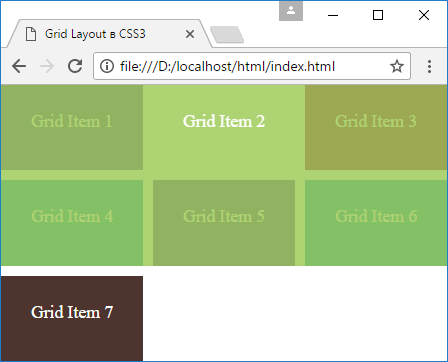 Grid Layout в CSS3
file:///D:/localhost/html/index.html
Grid Item 1 Grid Item 2 Grid Item 3
Grid Item 4 Grid Item 5 Grid Item 6
Grid Item 7